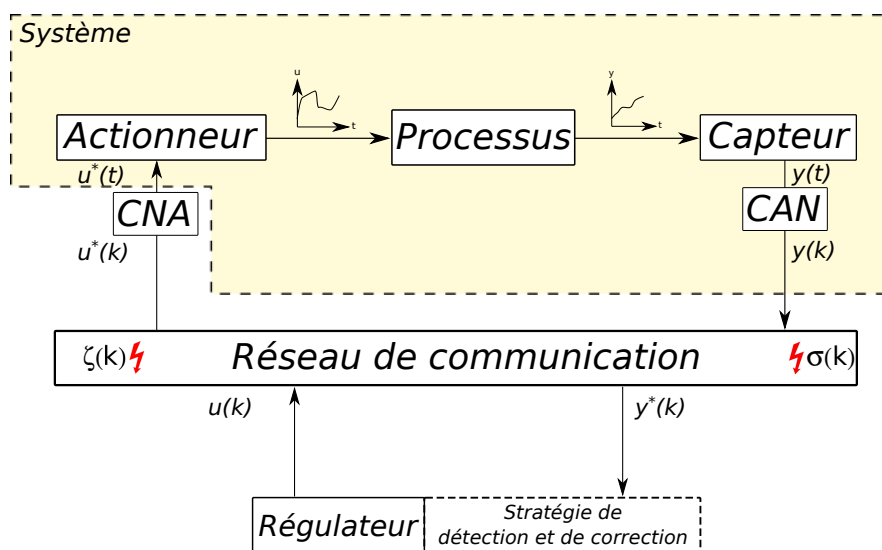 Système
u
t
y
t
Actionneur
Processus
Capteur
u*(t)
y(t)
CNA
CAN
u*(k)
y(k)
ζ(k)
Réseau de communication
σ(k)
u(k)
y*(k)
Régulateur
Stratégie de
détection et de correction